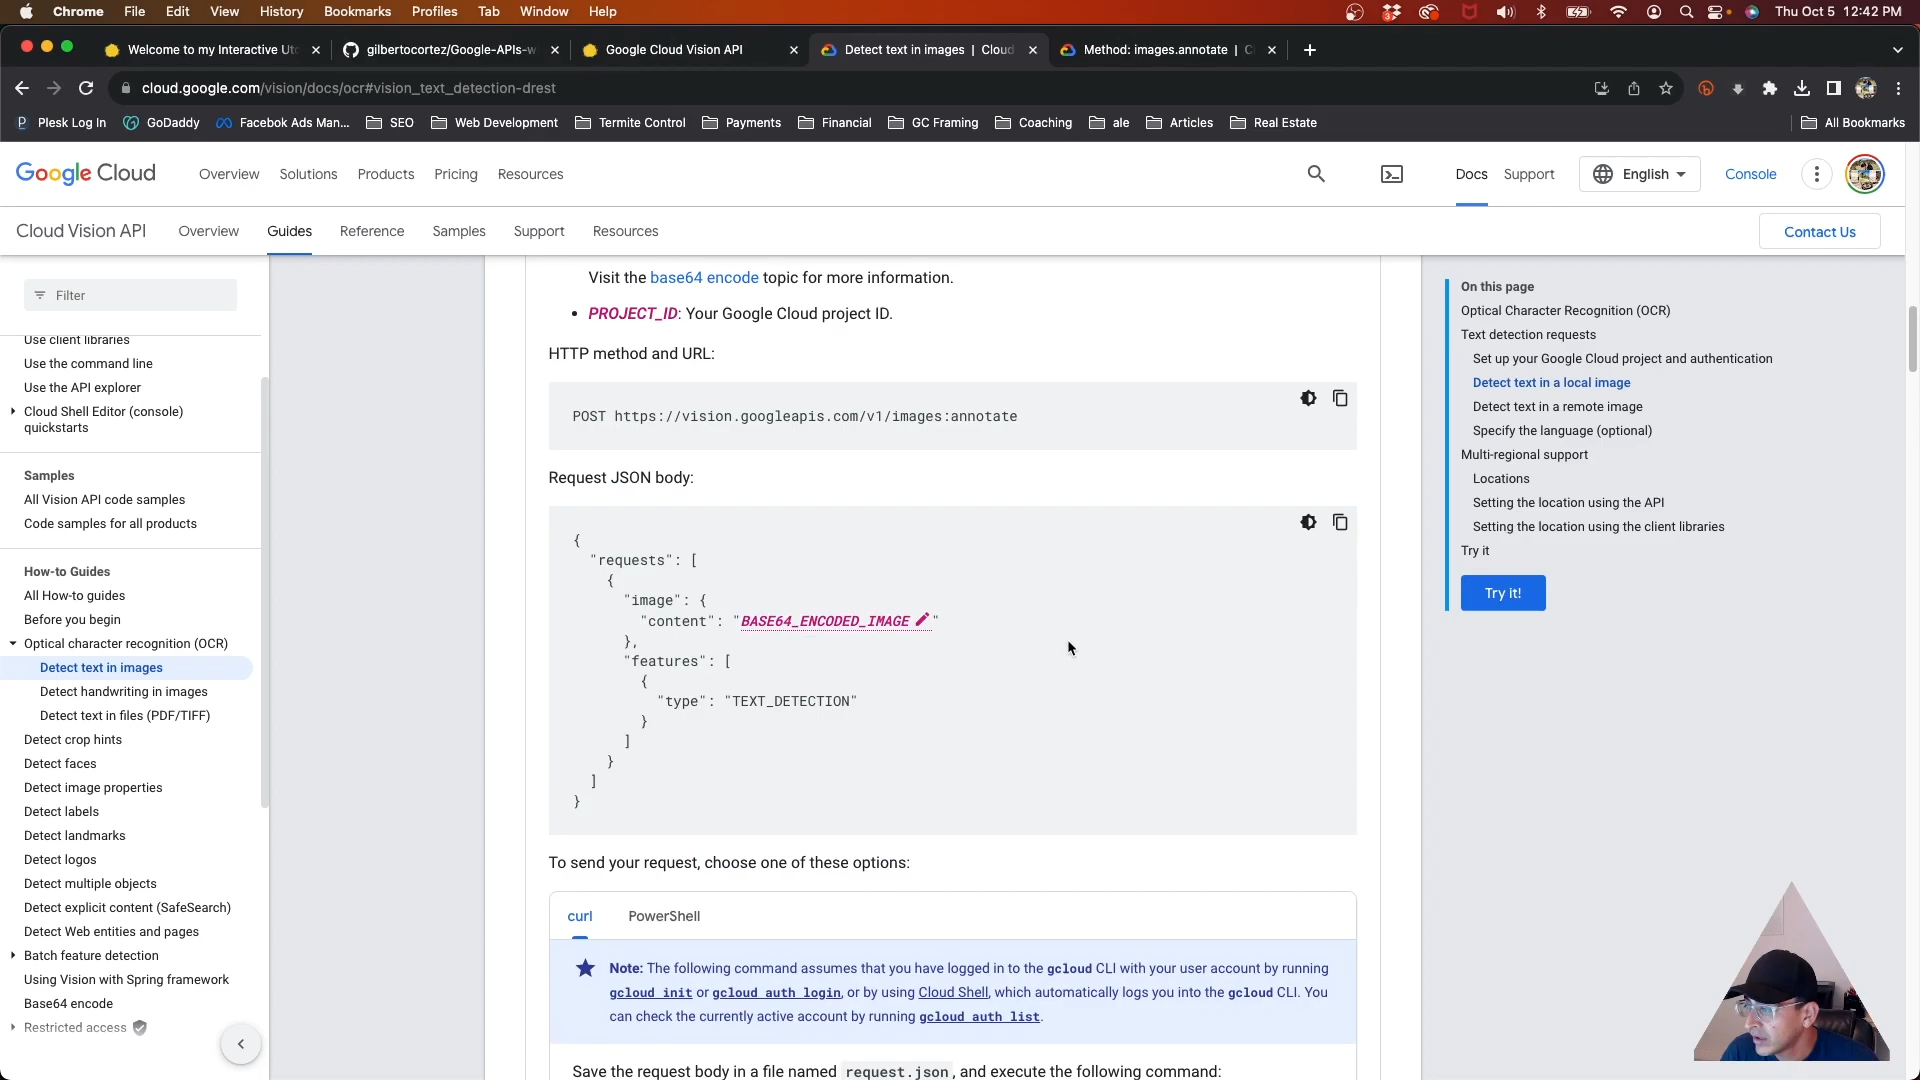 Chrome File Edit View History Bookmarks Profiles Tab Window Help
Thu Oct 5 12:42 PM
Welcome to my Interactive Uto
gilbertocortez/Google-APIs-w
Google Cloud Vision API
Detect text in images | Cloud
Method: images.annotate | C
cloud.google.com/vision/docs/ocr#vision_text_detection-drest
Plesk Log In GoDaddy Facebok Ads Man... SEO Web Development Termite Control Payments Financial GC Framing Coaching ale Articles Real Estate All Bookmarks
Google Cloud Overview Solutions Products Pricing Resources Docs Support English Console
Cloud Vision API Overview Guides Reference Samples Support Resources Contact Us
Filter
Use client libraries
Use the command line
Use the API explorer
Cloud Shell Editor (console)
quickstarts
Samples
All Vision API code samples
Code samples for all products
How-to Guides
All How-to guides
Before you begin
Optical character recognition (OCR)
Detect text in images
Detect handwriting in images
Detect text in files (PDF/TIFF)
Detect crop hints
Detect faces
Detect image properties
Detect labels
Detect landmarks
Detect logos
Detect multiple objects
Detect explicit content (SafeSearch)
Detect Web entities and pages
Batch feature detection
Using Vision with Spring framework
Base64 encode
Restricted access
Visit the base64 encode topic for more information.
• PROJECT_ID: Your Google Cloud project ID.
HTTP method and URL:
POST https://vision.googleapis.com/v1/images:annotate
Request JSON body:
{
"requests": [
{
"image": {
"content": "BASE64_ENCODED_IMAGE"
},
"features": [
{
"type": "TEXT_DETECTION"
}
]
}
]
}
To send your request, choose one of these options:
curl PowerShell
Note: The following command assumes that you have logged in to the gcloud CLI with your user account by running
gcloud init or gcloud auth login, or by using Cloud Shell, which automatically logs you into the gcloud CLI. You
can check the currently active account by running gcloud auth list.
Save the request body in a file named request.json, and execute the following command:
On this page
Optical Character Recognition (OCR)
Text detection requests
Set up your Google Cloud project and authentication
Detect text in a local image
Detect text in a remote image
Specify the language (optional)
Multi-regional support
Locations
Setting the location using the API
Setting the location using the client libraries
Try it
Try it!